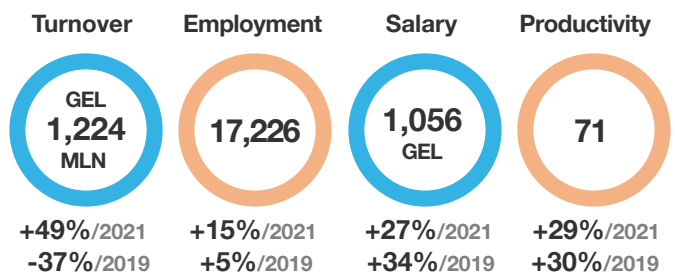 Turnover Employment Salary Productivity
GEL
1,224
MLN
17,226
1,056
GEL
71
+49%/2021 +15%/2021 +27%/2021 +29%/2021
-37%/2019 +5%/2019 +34%/2019 +30%/2019